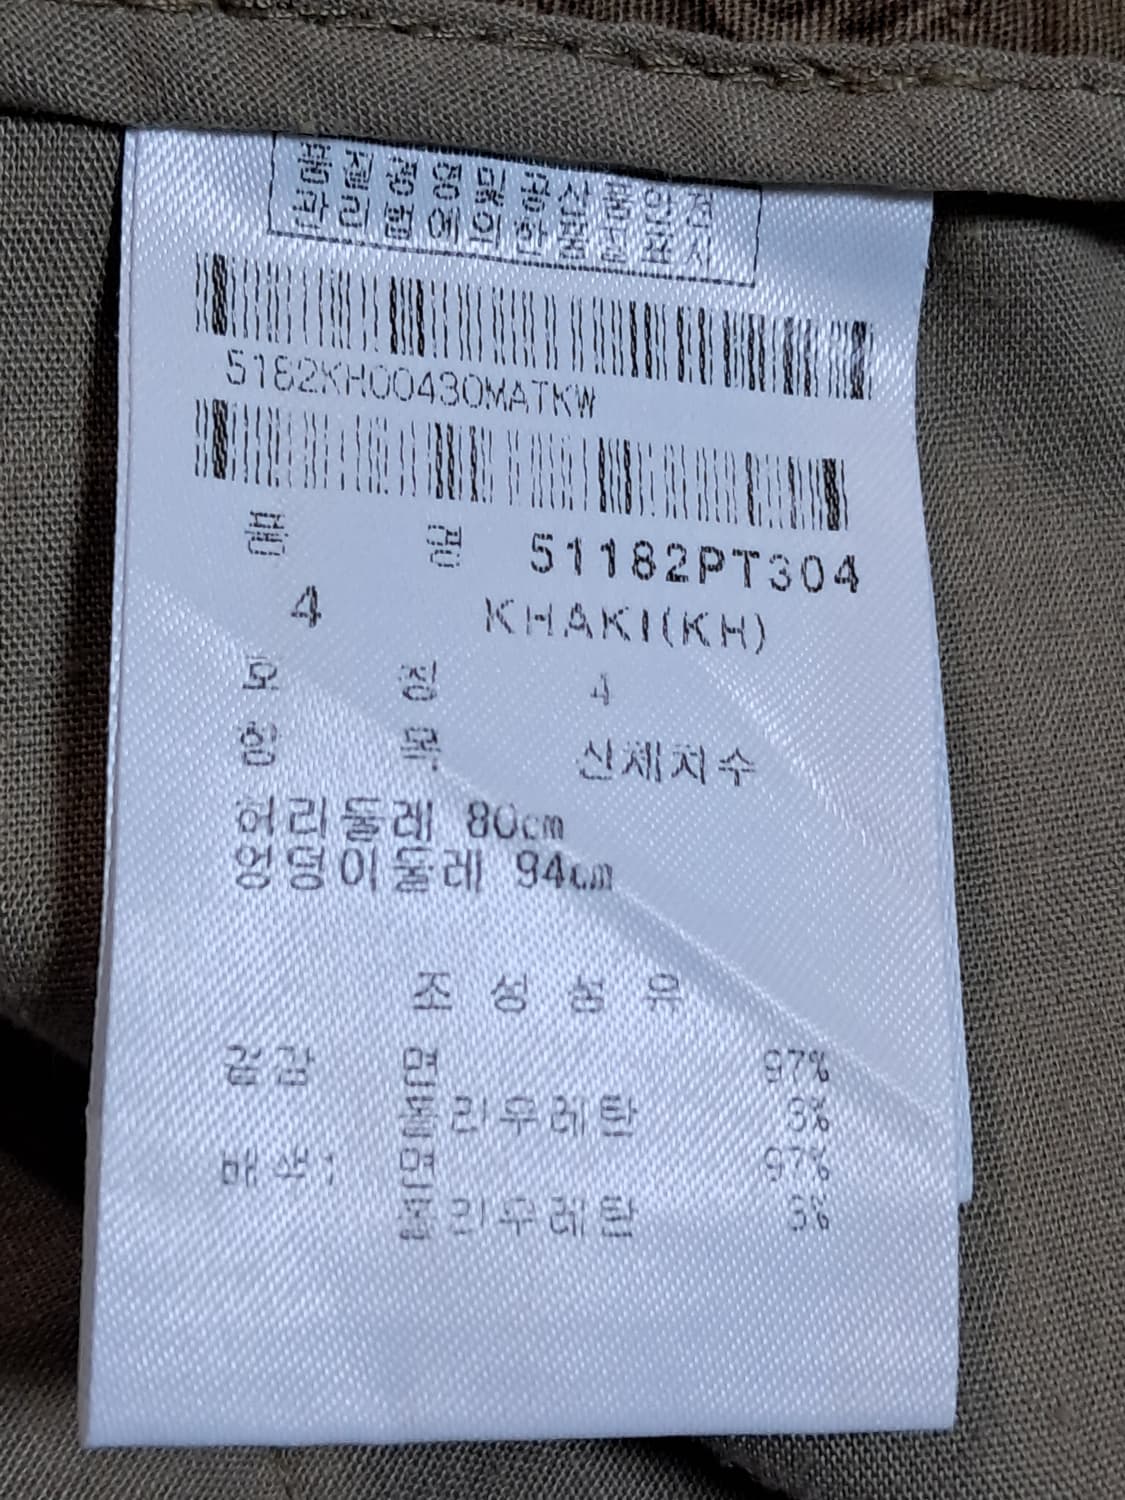 품질경영및공산품안전
관리법에의한품질표시
5182KH00430MATKW
품 명 51182PT304
4 KHAKI(KH)
호 칭 4
항 목 신체치수
허리둘레 80cm
엉덩이둘레 94cm
조 성 섬 유
겉감 면 97%
폴리우레탄 3%
배색: 면 97%
폴리우레탄 3%